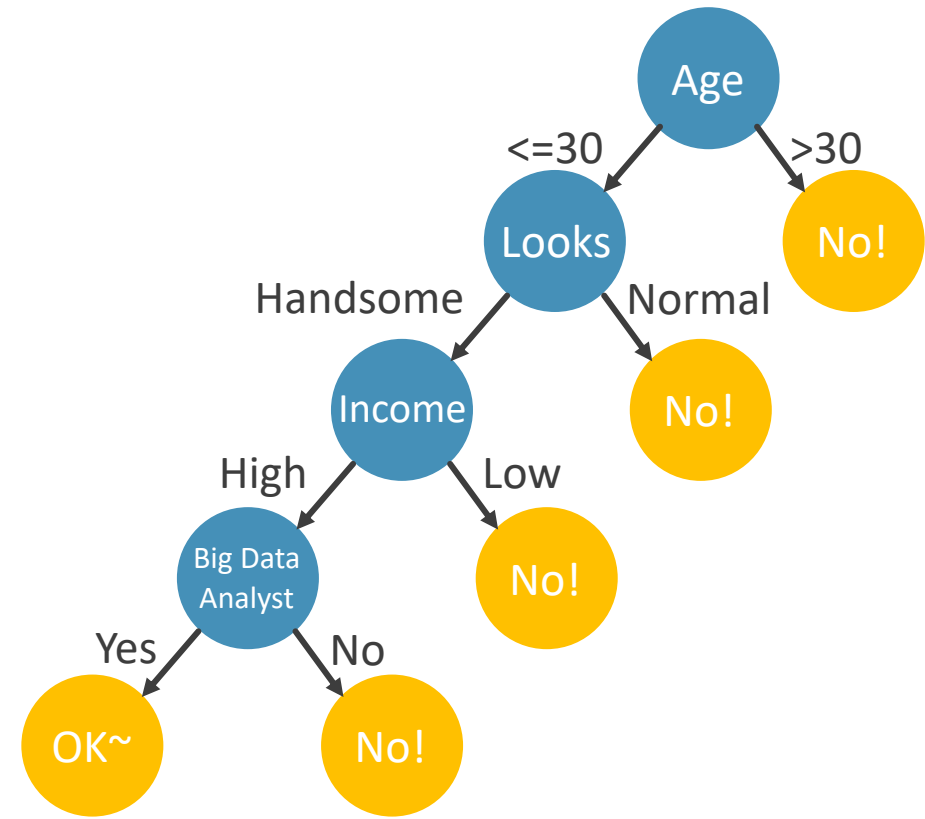 Age
<=30
>30
Looks
No!
Handsome
Normal
Income
No!
High
Low
Big Data
Analyst
No!
Yes
No
OK~
No!